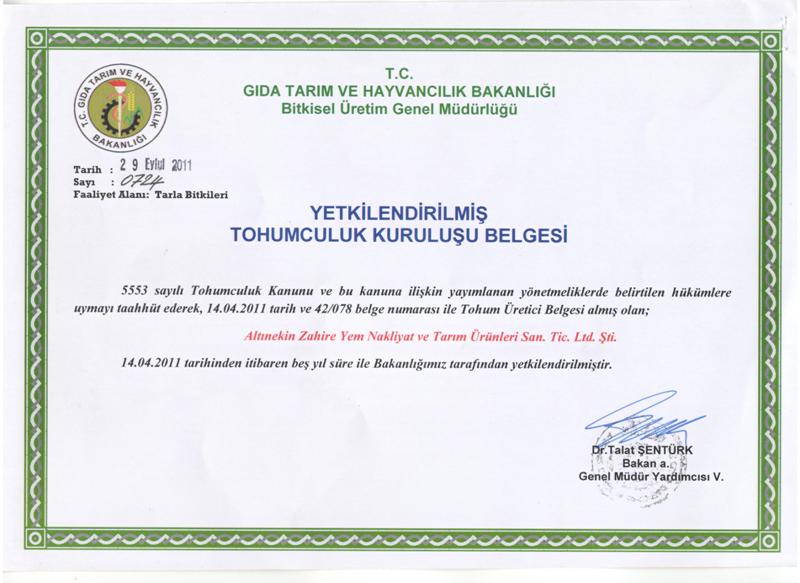 T.C.
GIDA TARIM VE HAYVANCILIK BAKANLIĞI
Bitkisel Üretim Genel Müdürlüğü
T.C. GIDA TARIM VE HAYVANCILIK
BAKANLIĞI
Tarih : 29 Eylül 2011
Sayı : 0724
Faaliyet Alanı: Tarla Bitkileri
YETKİLENDİRİLMİŞ
TOHUMCULUK KURULUŞU BELGESİ
5553 sayılı Tohumculuk Kanunu ve bu kanuna ilişkin yayımlanan yönetmeliklerde belirtilen hükümlere
uymayı taahhüt ederek, 14.04.2011 tarih ve 42/078 belge numarası ile Tohum Üretici Belgesi almış olan;
Altınekin Zahire Yem Nakliyat ve Tarım Ürünleri San. Tic. Ltd. Şti.
14.04.2011 tarihinden itibaren beş yıl süre ile Bakanlığımız tarafından yetkilendirilmiştir.
Dr.Talat ŞENTÜRK
Bakan a.
Genel Müdür Yardımcısı V.